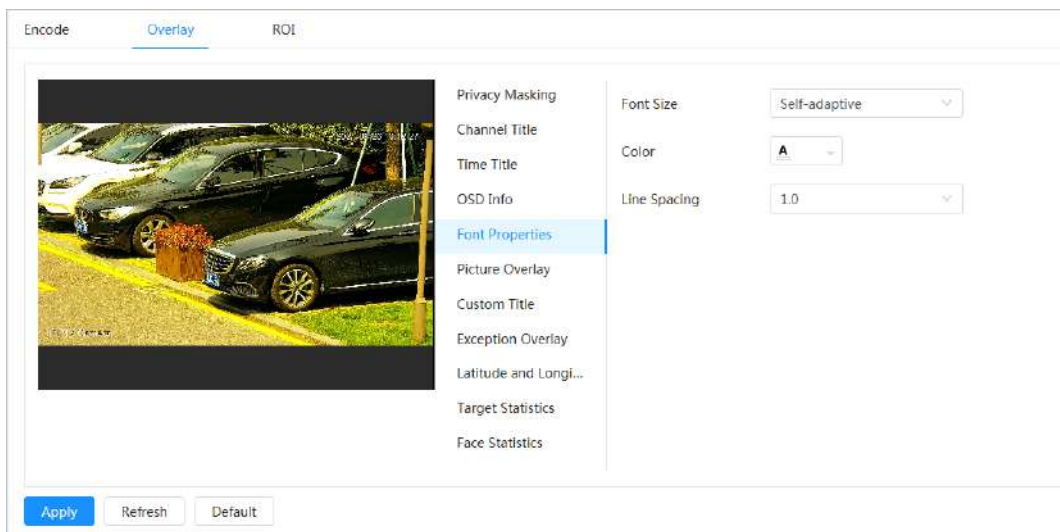 Encode
Overlay
ROI
Privacy Masking
Channel Title
Time Title
OSD Info
Font Properties
Picture Overlay
Custom Title
Exception Overlay
Latitude and Longi...
Target Statistics
Face Statistics
Font Size
Self-adaptive
Color
A
Line Spacing
1.0
Apply
Refresh
Default